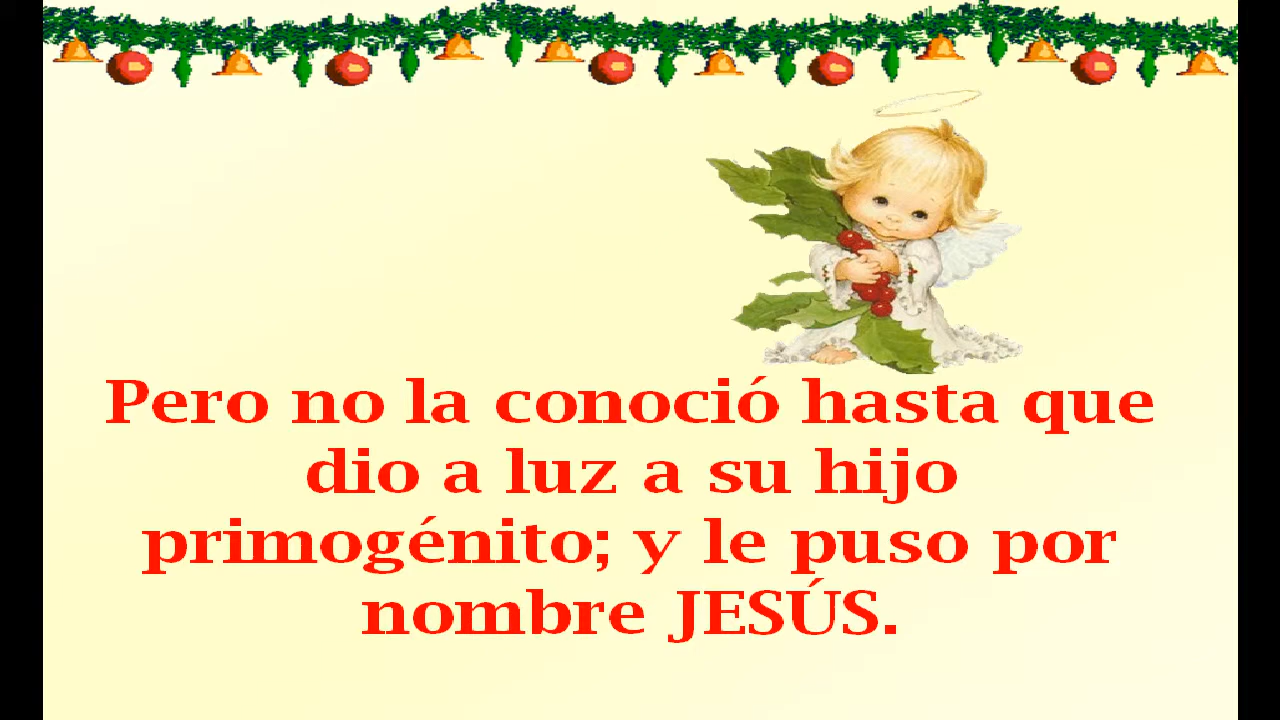 Pero no la conoció hasta que
dio a luz a su hijo
primogénito; y le puso por
nombre JESÚS.